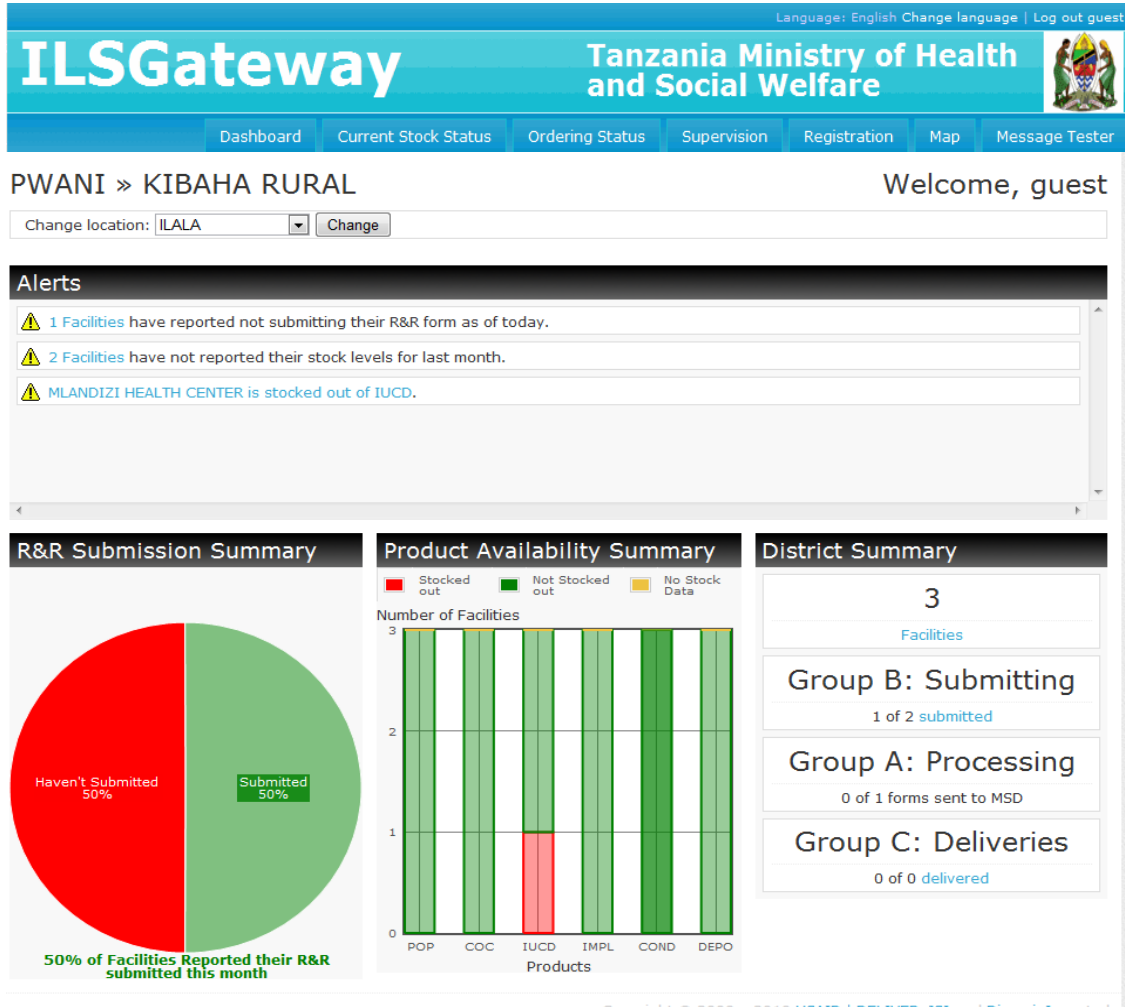 Language: English Change language | Log out guest
ILSGateway
Tanzania Ministry of Health
and Social Welfare
Dashboard Current Stock Status Ordering Status Supervision Registration Map Message Tester
PWANI » KIBAHA RURAL
Welcome, guest
Change location: ILALA Change
Alerts
1 Facilities have reported not submitting their R&R form as of today.
2 Facilities have not reported their stock levels for last month.
MLANDIZI HEALTH CENTER is stocked out of IUCD.
R&R Submission Summary
Haven't Submitted
50%
Submitted
50%
50% of Facilities Reported their R&R
submitted this month
Product Availability Summary
Stocked
out
Not Stocked
out
No Stock
Data
Number of Facilities
3
2
1
0
POP COC IUCD IMPL COND DEPO
Products
District Summary
3
Facilities
Group B: Submitting
1 of 2 submitted
Group A: Processing
0 of 1 forms sent to MSD
Group C: Deliveries
0 of 0 delivered